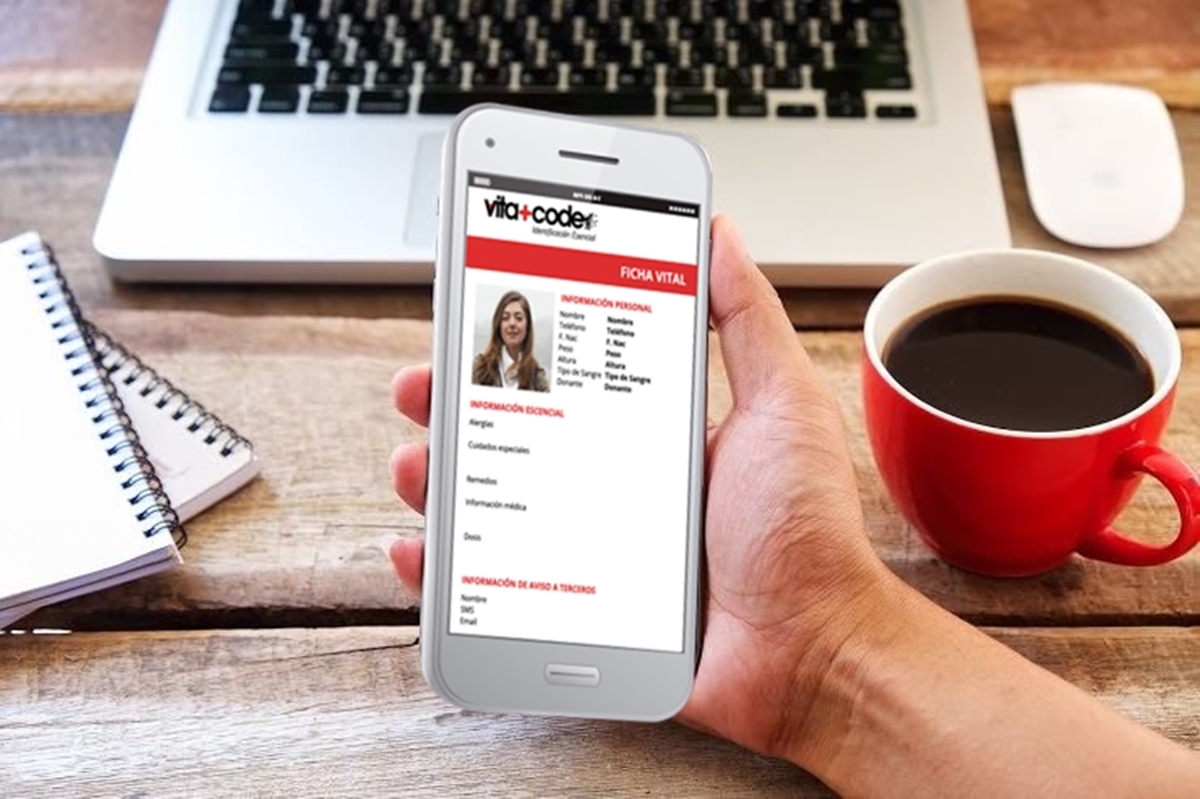 vita+code
Identificación Esencial
FICHA VITAL
INFORMACIÓN PERSONAL
Nombre Nombre
Teléfono Teléfono
F. Nac F. Nac
Peso Peso
Altura Altura
Tipo de Sangre Tipo de Sangre
Donante Donante
INFORMACIÓN ESCENCIAL
Alergias
Cuidados especiales
Remedios
Información médica
Dosis
INFORMACIÓN DE AVISO A TERCEROS
Nombre
SMS
Email